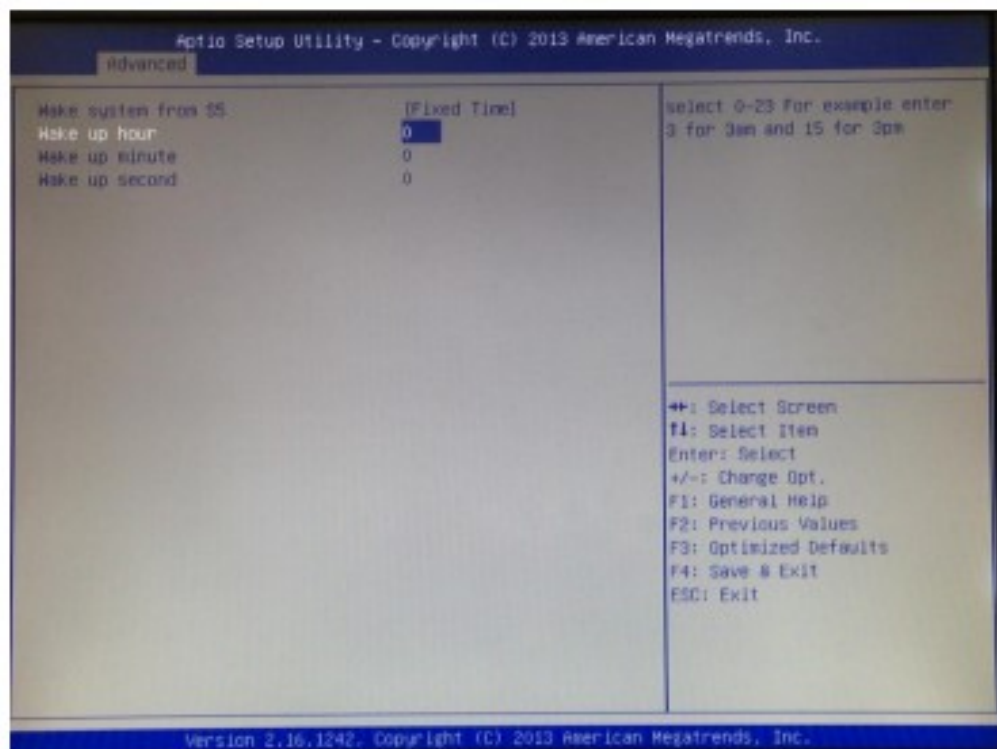 Aptio Setup Utility – Copyright (C) 2013 American Megatrends, Inc.
Advanced
Wake system from S5 [Fixed Time]
Wake up hour 0
Wake up minute 0
Wake up second 0
select 0-23 For example enter
3 for 3am and 15 for 3pm
→←: Select Screen
↑↓: Select Item
Enter: Select
+/-: Change Opt.
F1: General Help
F2: Previous Values
F3: Optimized Defaults
F4: Save & Exit
ESC: Exit
Version 2.16.1242. Copyright (C) 2013 American Megatrends, Inc.